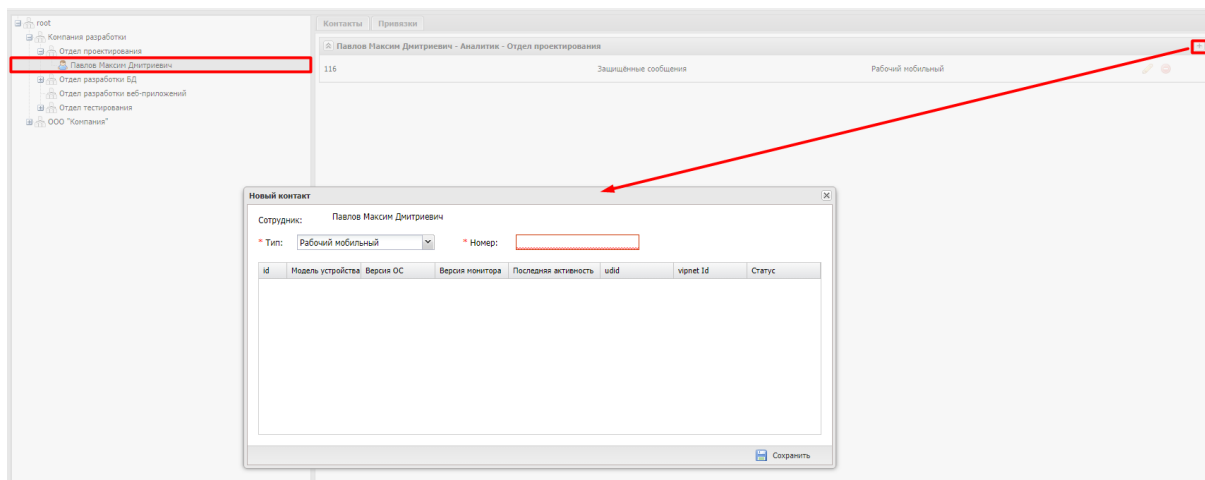 root
Компания разработки
Отдел проектирования
Павлов Максим Дмитриевич
Отдел разработки БД
Отдел разработки веб-приложений
Отдел тестирования
ООО "Компания"
Контакты Привязки
Павлов Максим Дмитриевич - Аналитик - Отдел проектирования
116 Защищённые сообщения Рабочий мобильный
Новый контакт
Сотрудник: Павлов Максим Дмитриевич
* Тип: Рабочий мобильный * Номер:
id Модель устройства Версия ОС Версия монитора Последняя активность udid vipnet Id Статус
Сохранить